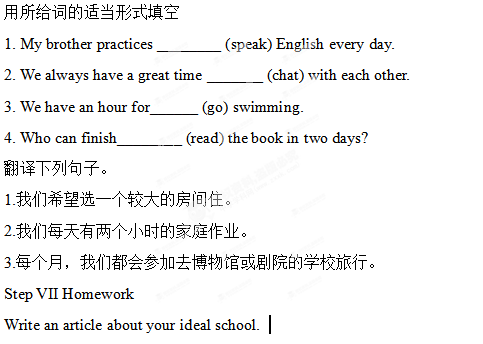 用所给词的适当形式填空
1. My brother practices ________ (speak) English every day.
2. We always have a great time _______ (chat) with each other.
3. We have an hour for______ (go) swimming.
4. Who can finish________ (read) the book in two days?
翻译下列句子。
1.我们希望选一个较大的房间住。
2.我们每天有两个小时的家庭作业。
3.每个月，我们都会参加去博物馆或剧院的学校旅行。
Step VII Homework
Write an article about your ideal school.